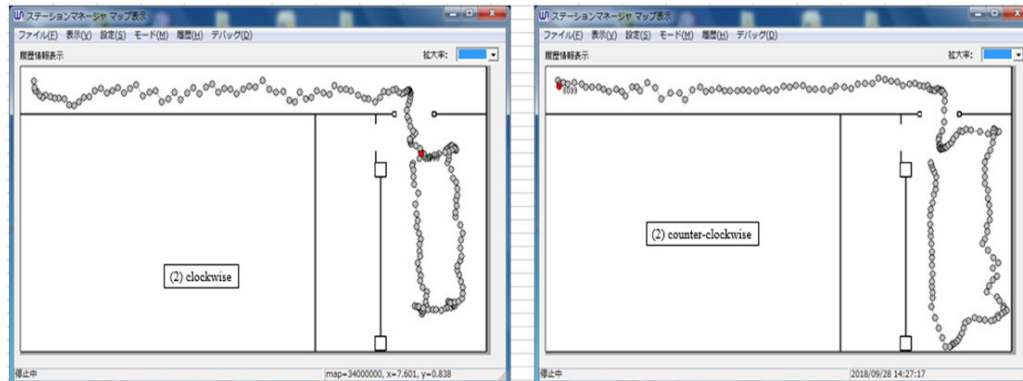 ステーションマネージャ マップ表示
ファイル(F) 表示(V) 設定(S) モード(M) 履歴(H) デバッグ(D)
履歴情報表示 拡大率:
(2) clockwise
停止中 map=34000000, x=7.601, y=0.838
ステーションマネージャ マップ表示
ファイル(F) 表示(V) 設定(S) モード(M) 履歴(H) デバッグ(D)
履歴情報表示 拡大率:
(2) counter-clockwise
停止中 2018/09/28 14:27:17